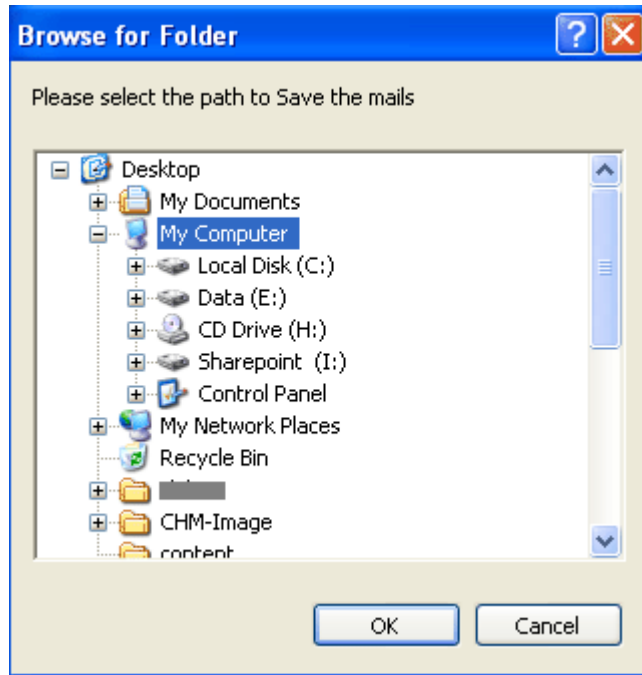 Browse for Folder
Please select the path to Save the mails
Desktop
My Documents
My Computer
Local Disk (C:)
Data (E:)
CD Drive (H:)
Sharepoint (I:)
Control Panel
My Network Places
Recycle Bin
CHM-Image
content
OK Cancel